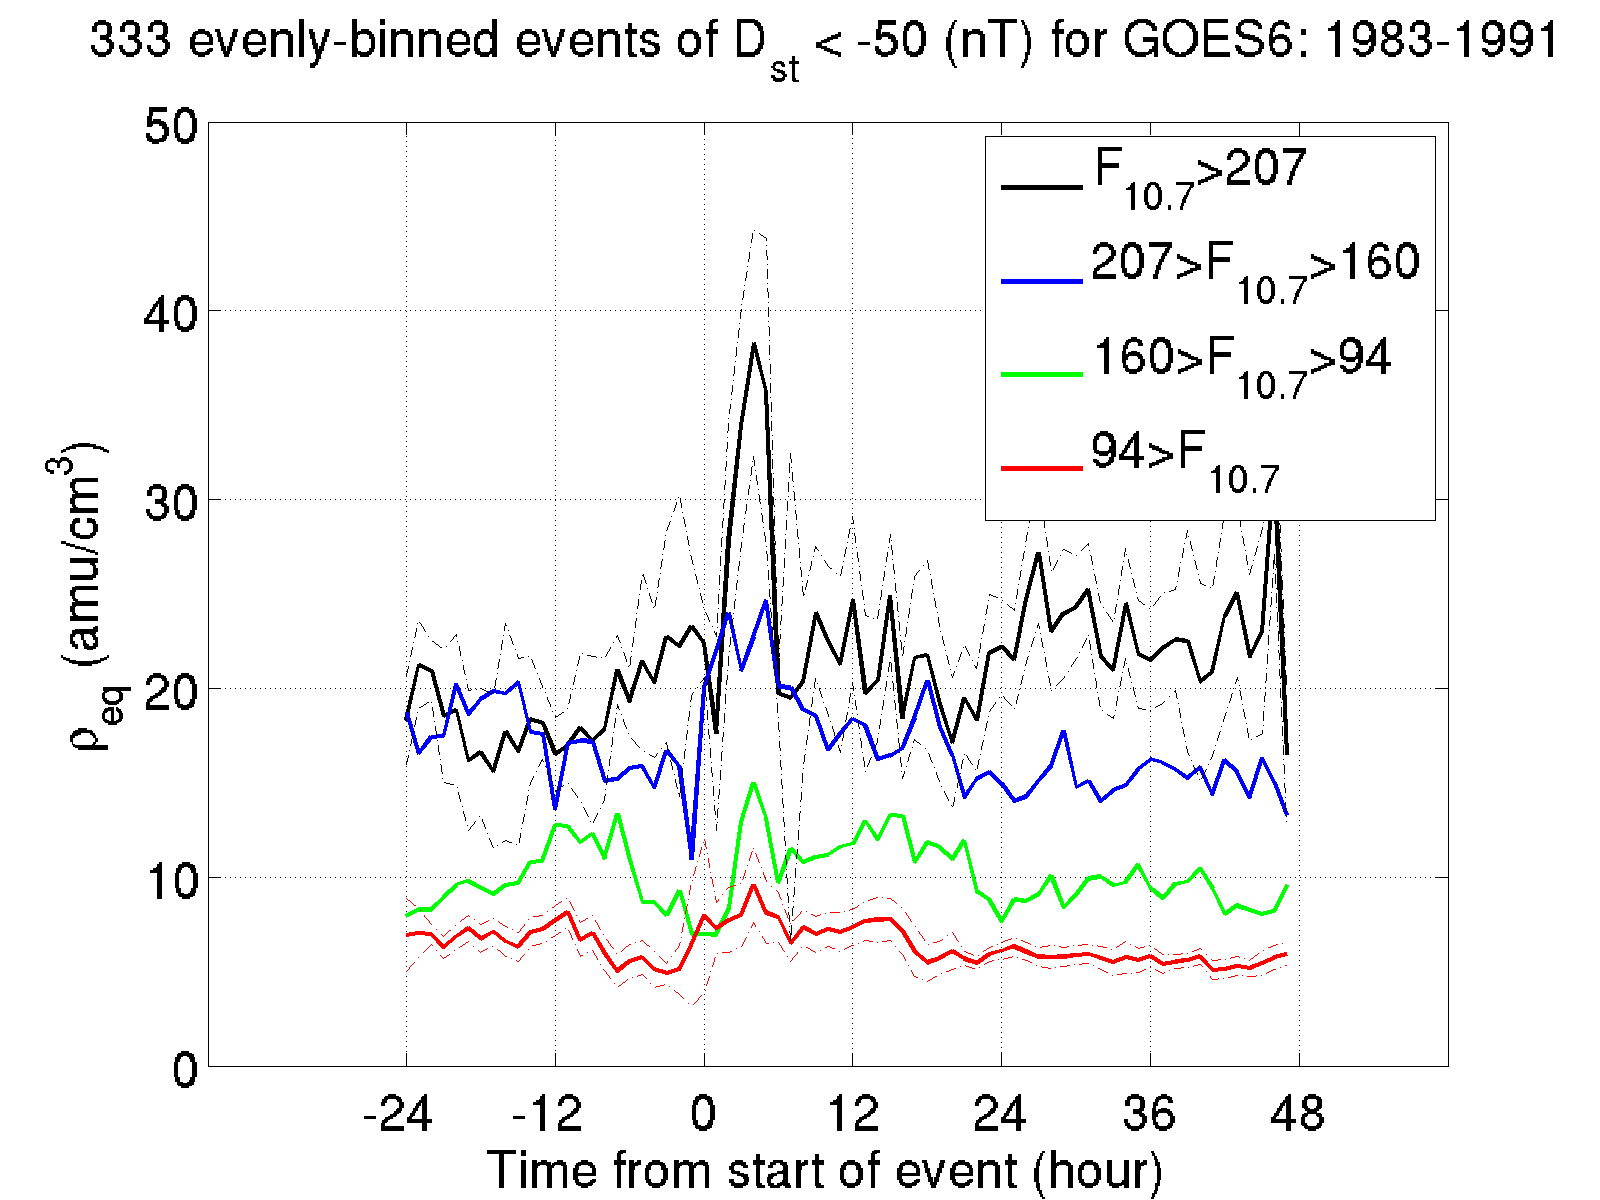 333 evenly-binned events of D_st < -50 (nT) for GOES6: 1983-1991
50
40
30
20
10
0
ρ_eq (amu/cm^3)
F_10.7>207
207>F_10.7>160
160>F_10.7>94
94>F_10.7
-24 -12 0 12 24 36 48
Time from start of event (hour)